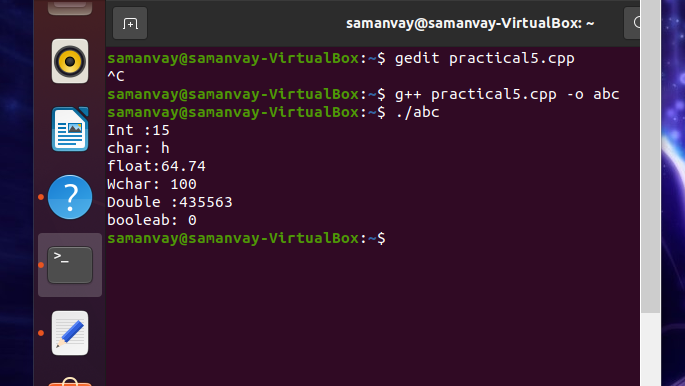 samanvay@samanvay-VirtualBox: ~
samanvay@samanvay-VirtualBox:~$ gedit practical5.cpp
^C
samanvay@samanvay-VirtualBox:~$ g++ practical5.cpp -o abc
samanvay@samanvay-VirtualBox:~$ ./abc
Int :15
char: h
float:64.74
Wchar: 100
Double :435563
booleab: 0
samanvay@samanvay-VirtualBox:~$